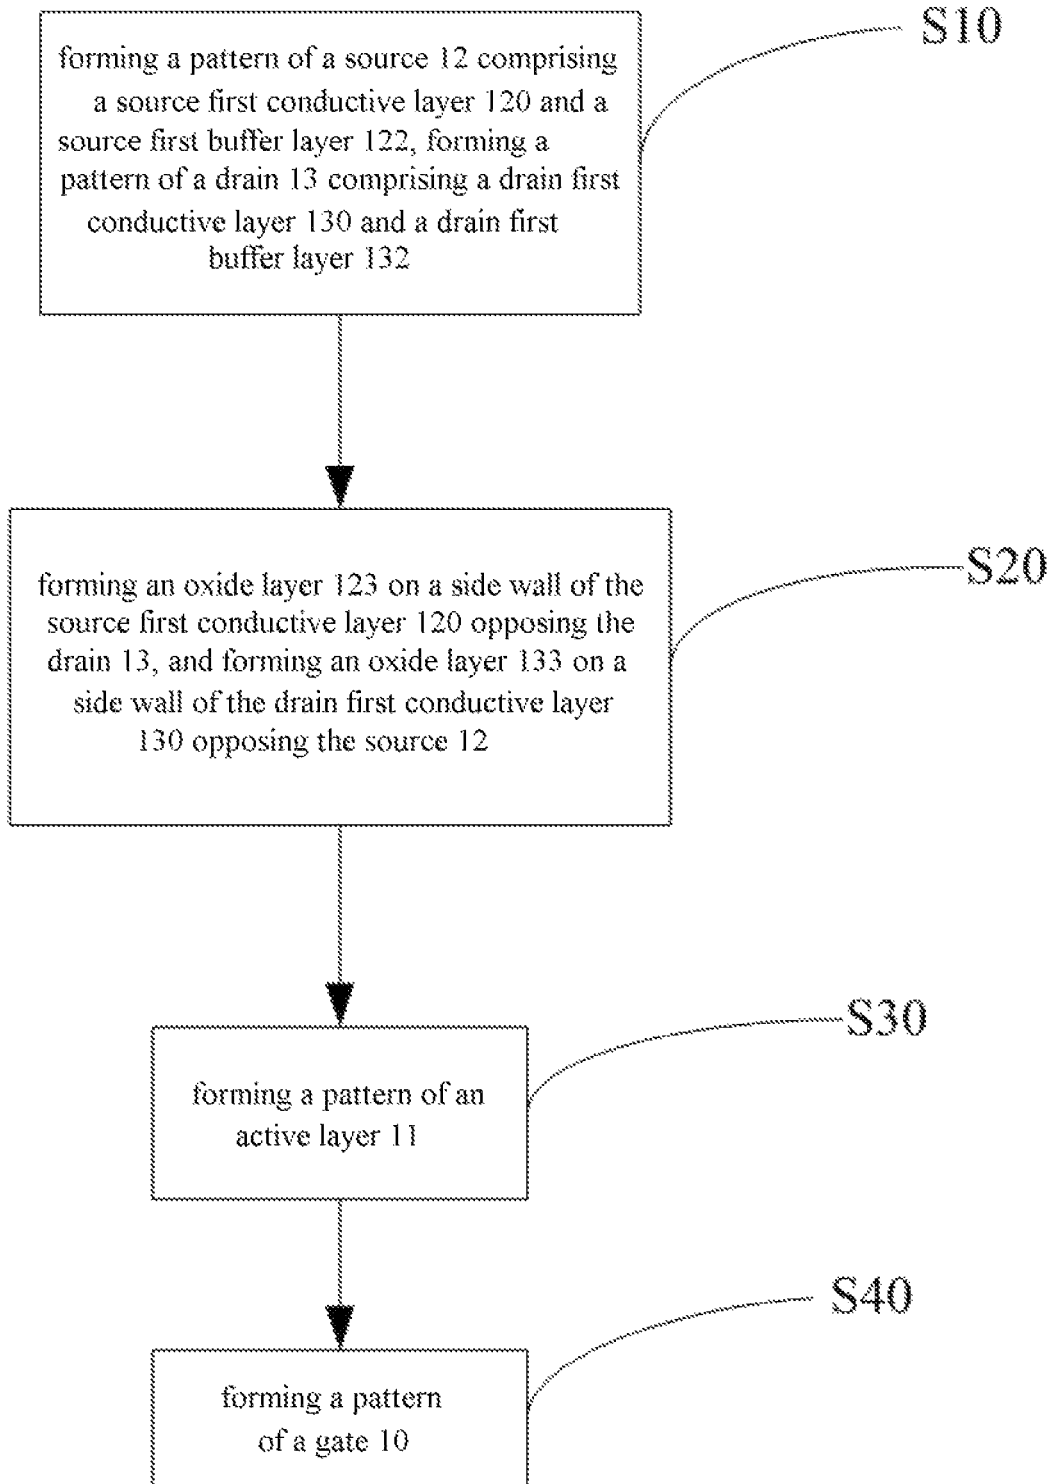 S10
forming a pattern of a source 12 comprising
a source first conductive layer 120 and a
source first buffer layer 122, forming a
pattern of a drain 13 comprising a drain first
conductive layer 130 and a drain first
buffer layer 132
S20
forming an oxide layer 123 on a side wall of the
source first conductive layer 120 opposing the
drain 13, and forming an oxide layer 133 on a
side wall of the drain first conductive layer
130 opposing the source 12
S30
forming a pattern of an
active layer 11
S40
forming a pattern
of a gate 10